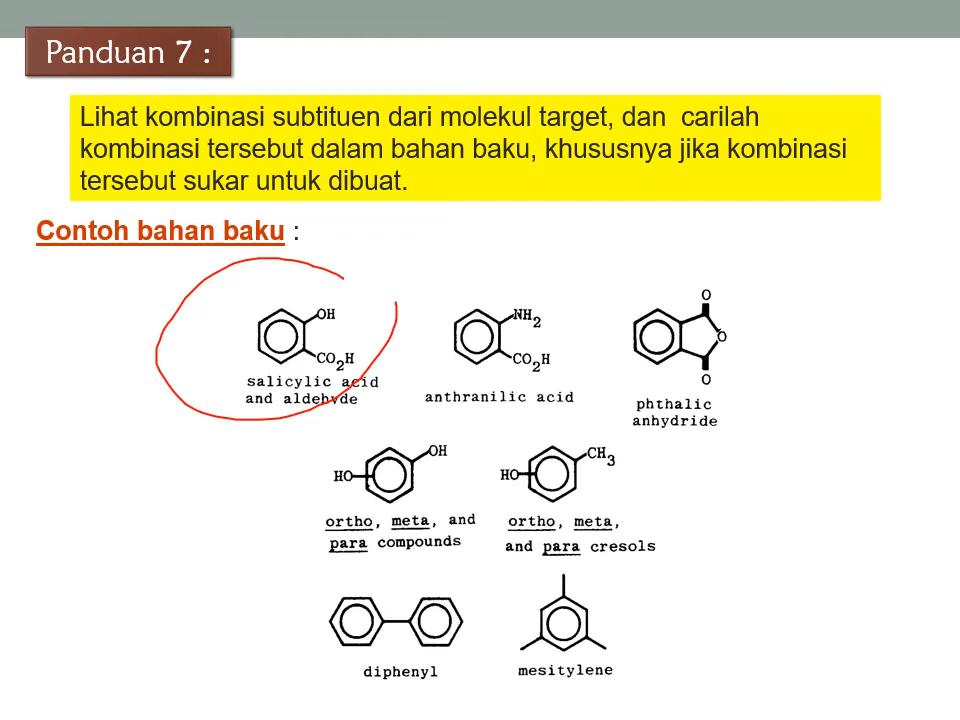 Panduan 7 :
Lihat kombinasi subtituen dari molekul target, dan carilah
kombinasi tersebut dalam bahan baku, khususnya jika kombinasi
tersebut sukar untuk dibuat.
Contoh bahan baku :
OH
CO2H
salicylic acid
and aldehyde
NH2
CO2H
anthranilic acid
O
O
O
phthalic
anhydride
HO
OH
ortho, meta, and
para compounds
HO
CH3
ortho, meta,
and para cresols
diphenyl
mesitylene